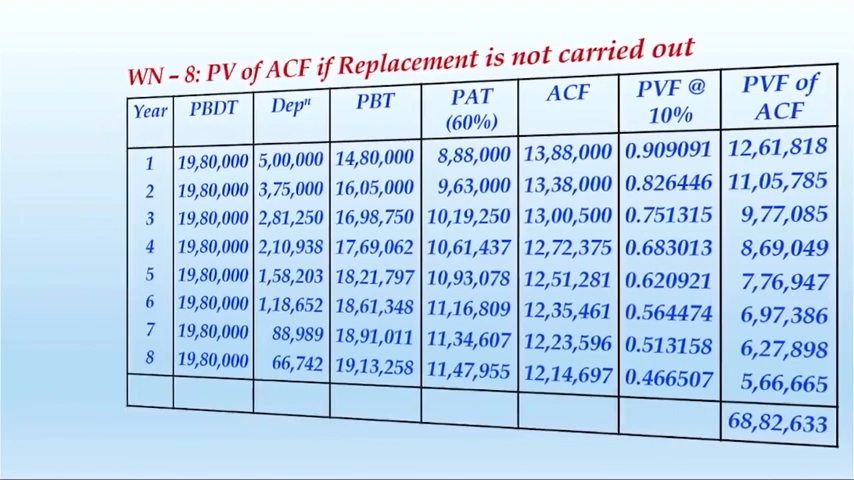 WN – 8: PV of ACF if Replacement is not carried out
Year PBDT Depⁿ PBT PAT (60%) ACF PVF @ 10% PVF of ACF
1 19,80,000 5,00,000 14,80,000 8,88,000 13,88,000 0.909091 12,61,818
2 19,80,000 3,75,000 16,05,000 9,63,000 13,38,000 0.826446 11,05,785
3 19,80,000 2,81,250 16,98,750 10,19,250 13,00,500 0.751315 9,77,085
4 19,80,000 2,10,938 17,69,062 10,61,437 12,72,375 0.683013 8,69,049
5 19,80,000 1,58,203 18,21,797 10,93,078 12,51,281 0.620921 7,76,947
6 19,80,000 1,18,652 18,61,348 11,16,809 12,35,461 0.564474 6,97,386
7 19,80,000 88,989 18,91,011 11,34,607 12,23,596 0.513158 6,27,898
8 19,80,000 66,742 19,13,258 11,47,955 12,14,697 0.466507 5,66,665
68,82,633